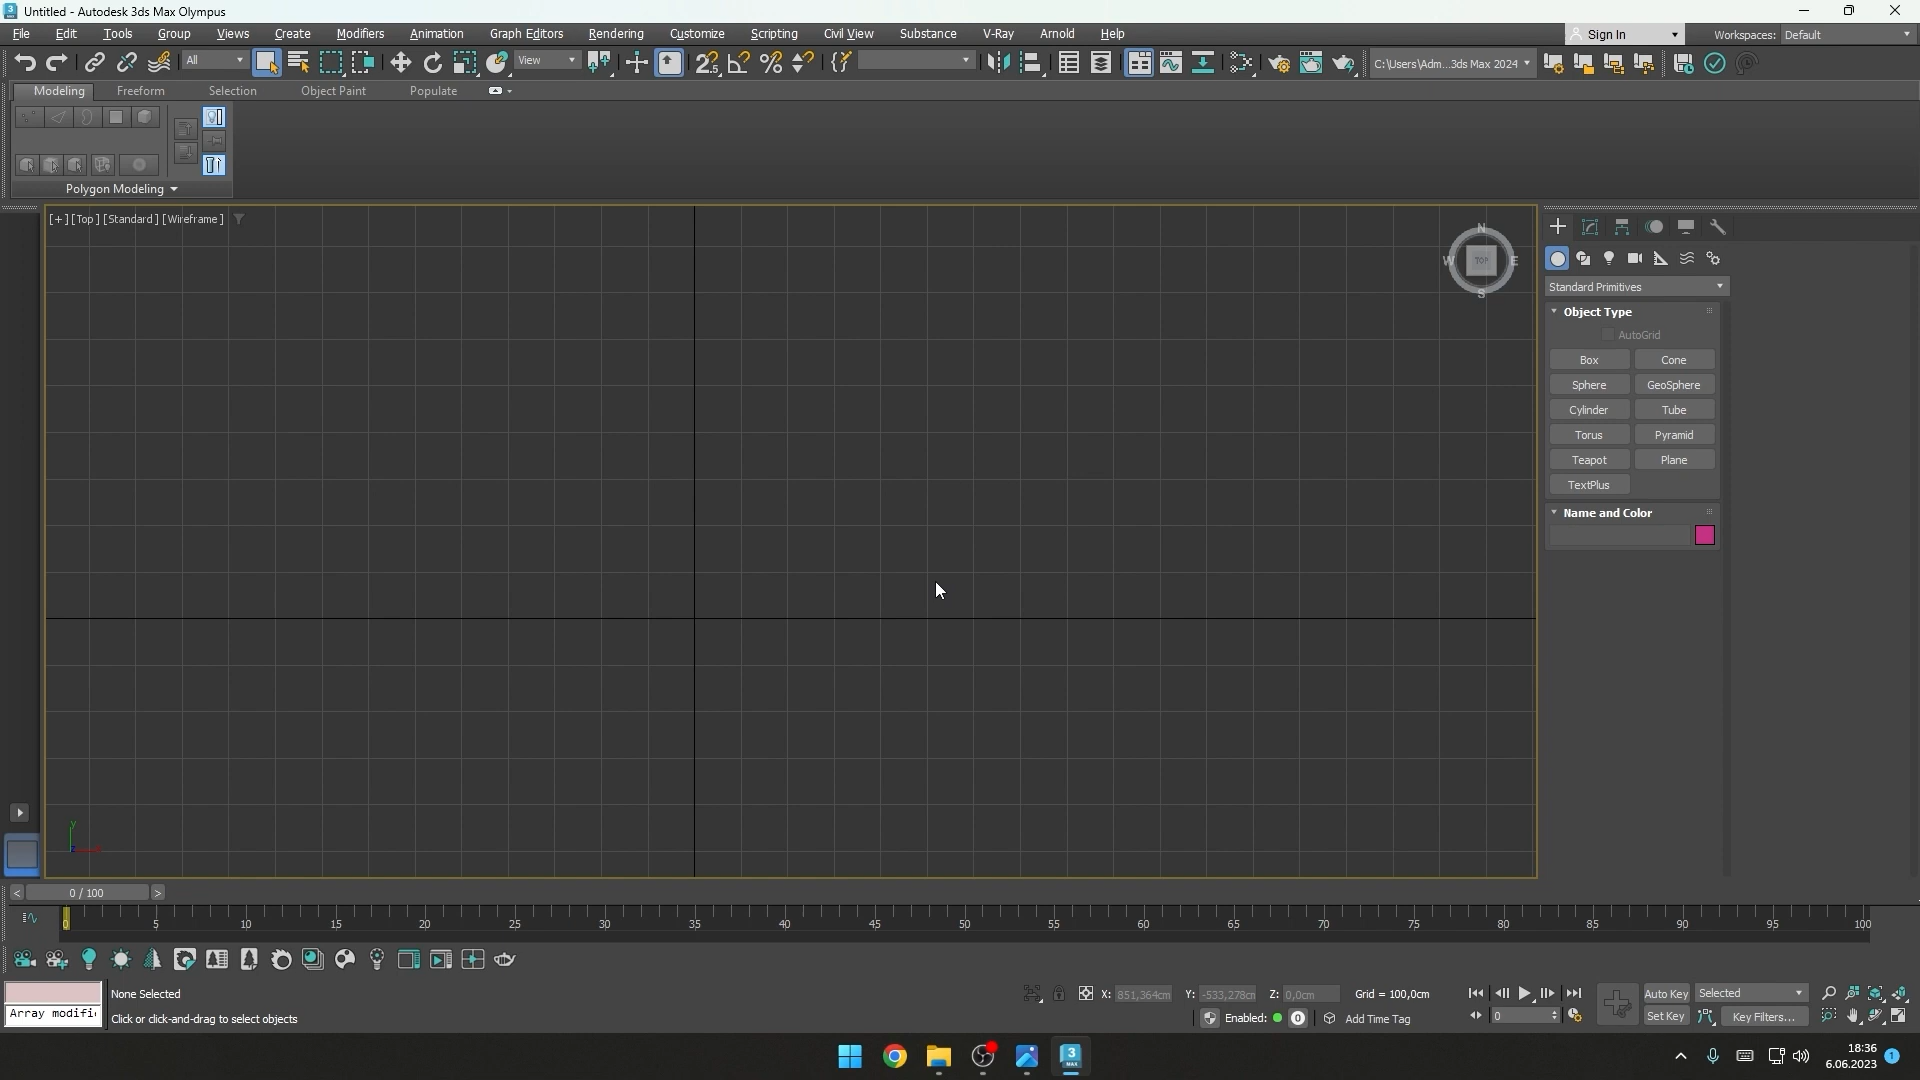 Untitled - Autodesk 3ds Max Olympus
File Edit Tools Group Views Create Modifiers Animation Graph Editors Rendering Customize Scripting Civil View Substance V-Ray Arnold Help Sign In Workspaces: Default
All View C:\Users\Adm...3ds Max 2024
Modeling Freeform Selection Object Paint Populate
Polygon Modeling
[+] [Top] [Standard] [Wireframe]
N
W TOP E
S
Standard Primitives
Object Type
AutoGrid
Box Cone
Sphere GeoSphere
Cylinder Tube
Torus Pyramid
Teapot Plane
TextPlus
Name and Color
y
z x
< 0 / 100 >
0 5 10 15 20 25 30 35 40 45 50 55 60 65 70 75 80 85 90 95 100
None Selected X: 851,364cm Y: -533,278cm Z: 0,0cm Grid = 100,0cm Auto Key Selected
Array modifi
Click or click-and-drag to select objects Enabled: 0 Add Time Tag 0 Set Key Key Filters...
3 MAX
18:36
6.06.2023 1